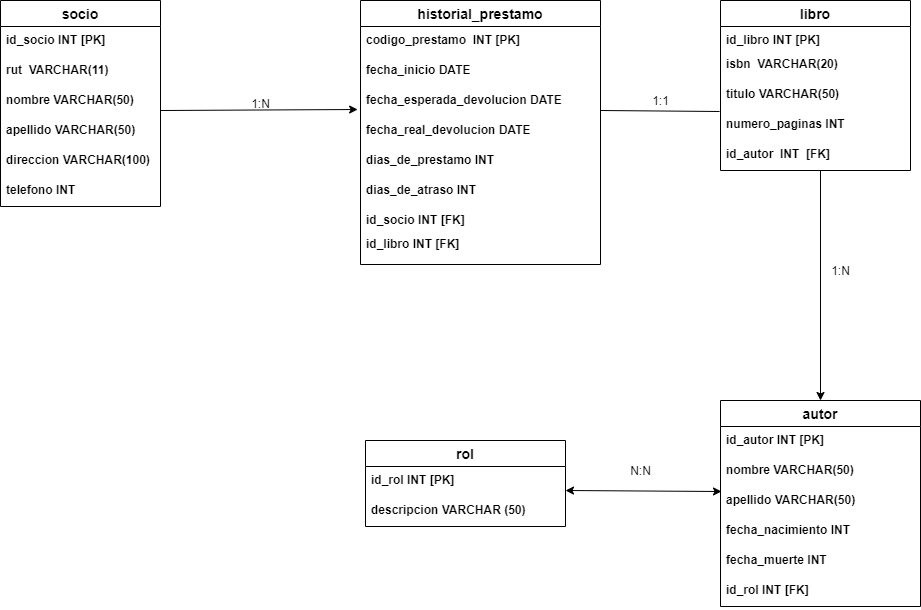 socio
id_socio INT [PK]
rut VARCHAR(11)
nombre VARCHAR(50)
apellido VARCHAR(50)
direccion VARCHAR(100)
telefono INT
1:N
historial_prestamo
codigo_prestamo INT [PK]
fecha_inicio DATE
fecha_esperada_devolucion DATE
fecha_real_devolucion DATE
dias_de_prestamo INT
dias_de_atraso INT
id_socio INT [FK]
id_libro INT [FK]
1:1
libro
id_libro INT [PK]
isbn VARCHAR(20)
titulo VARCHAR(50)
numero_paginas INT
id_autor INT [FK]
1:N
rol
id_rol INT [PK]
descripcion VARCHAR (50)
N:N
autor
id_autor INT [PK]
nombre VARCHAR(50)
apellido VARCHAR(50)
fecha_nacimiento INT
fecha_muerte INT
id_rol INT [FK]